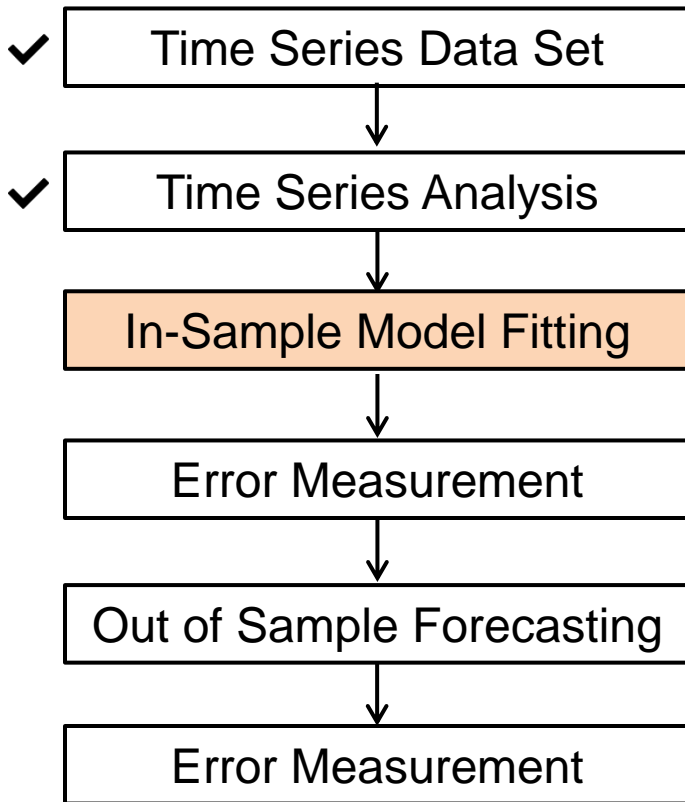 Time Series Data Set
Time Series Analysis
In-Sample Model Fitting
Error Measurement
Out of Sample Forecasting
Error Measurement